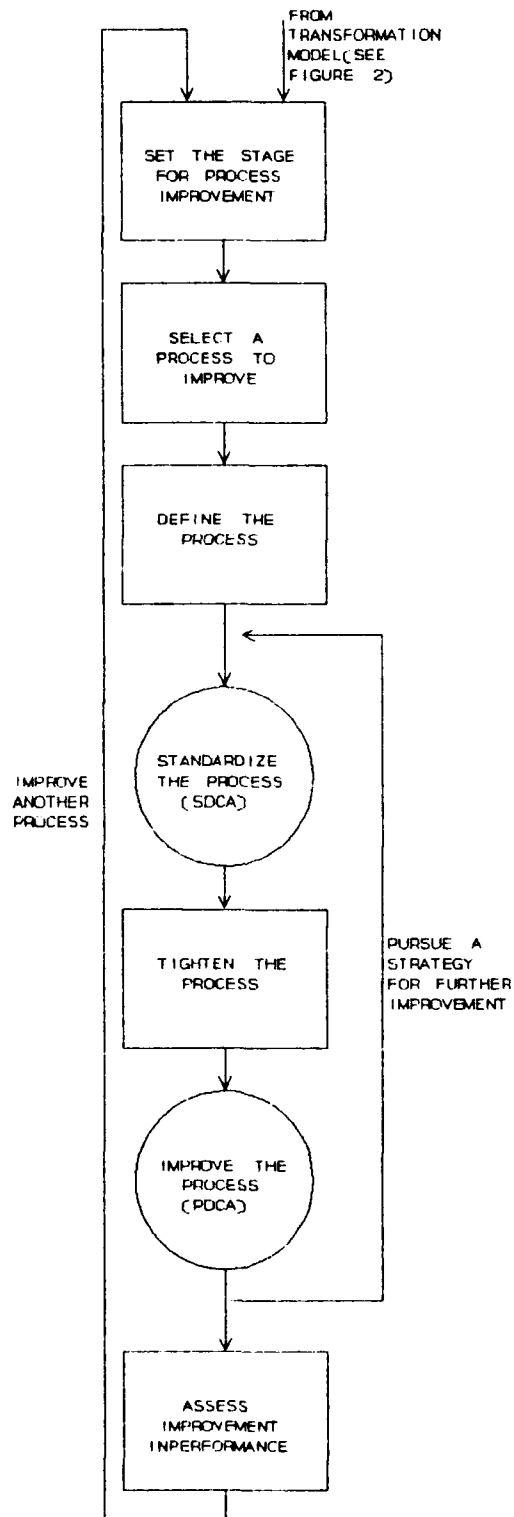 FROM
TRANSFORMATION
MODEL(SEE
FIGURE 2)
SET THE STAGE
FOR PROCESS
IMPROVEMENT
SELECT A
PROCESS TO
IMPROVE
DEFINE THE
PROCESS
STANDARDIZE
THE PROCESS
(SDCA)
IMPROVE
ANOTHER
PROCESS
TIGHTEN THE
PROCESS
PURSUE A
STRATEGY
FOR FURTHER
IMPROVEMENT
IMPROVE THE
PROCESS
(PDCA)
ASSESS
IMPROVEMENT
INPERFORMANCE